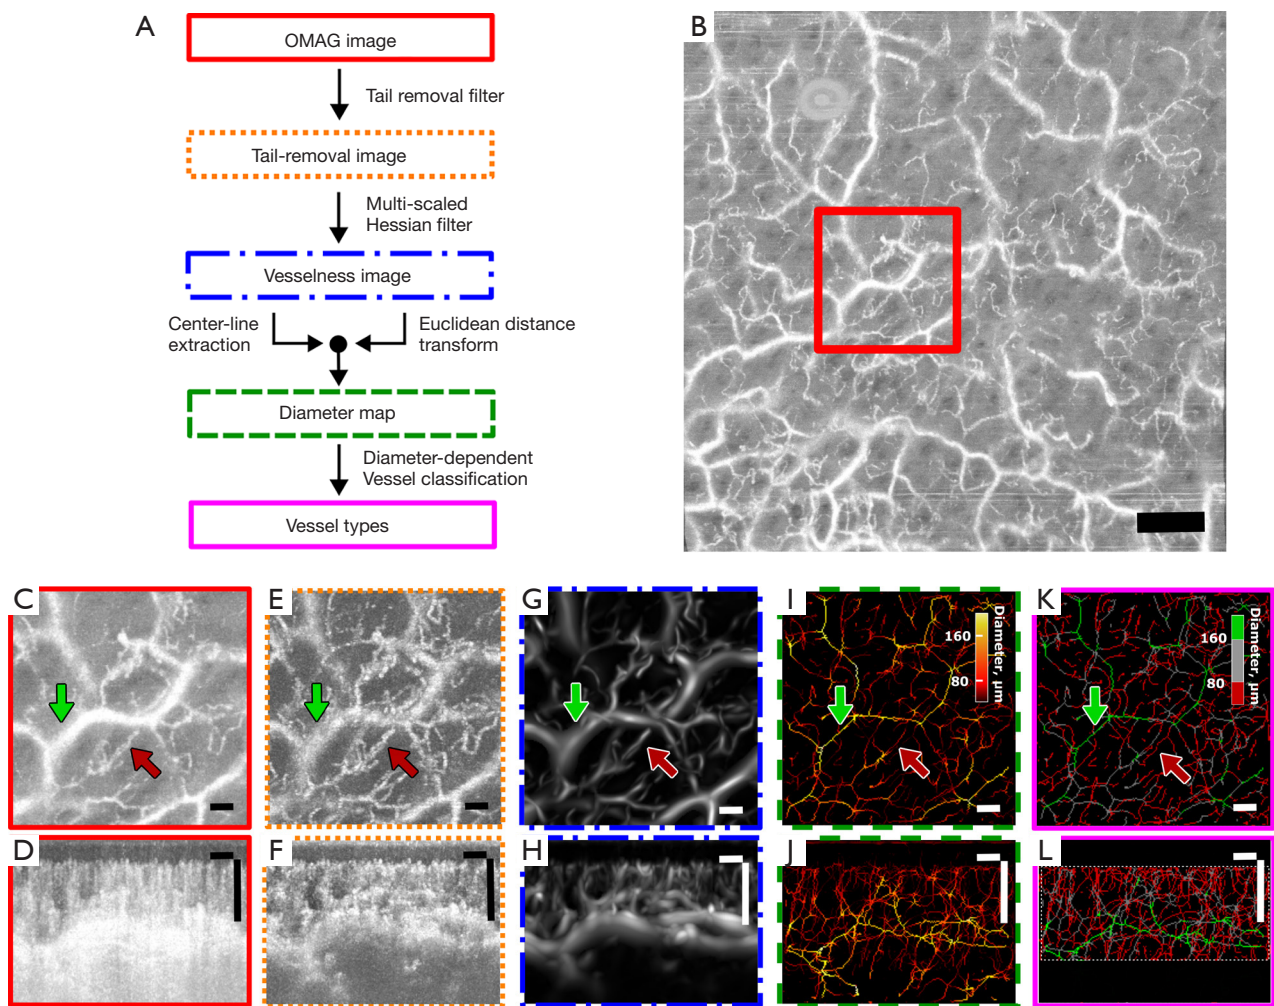 A
OMAG image
Tail removal filter
Tail-removal image
Multi-scaled
Hessian filter
Vesselness image
Center-line
extraction
Euclidean distance
transform
Diameter map
Diameter-dependent
Vessel classification
Vessel types
B
C
D
E
F
G
H
I
160
80
Diameter, µm
J
K
160
80
Diameter, µm
L